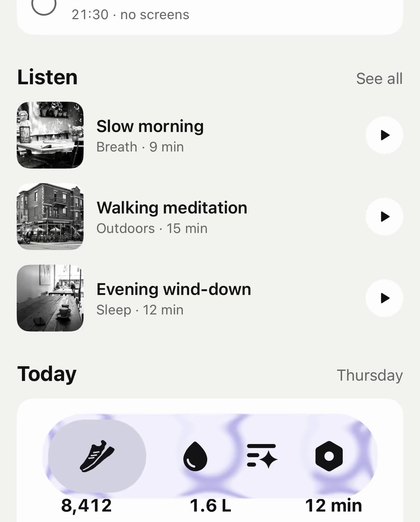 21:30 · no screens
Listen
See all
Slow morning
Breath · 9 min
Walking meditation
Outdoors · 15 min
Evening wind-down
Sleep · 12 min
Today
Thursday
8,412
1.6 L
12 min